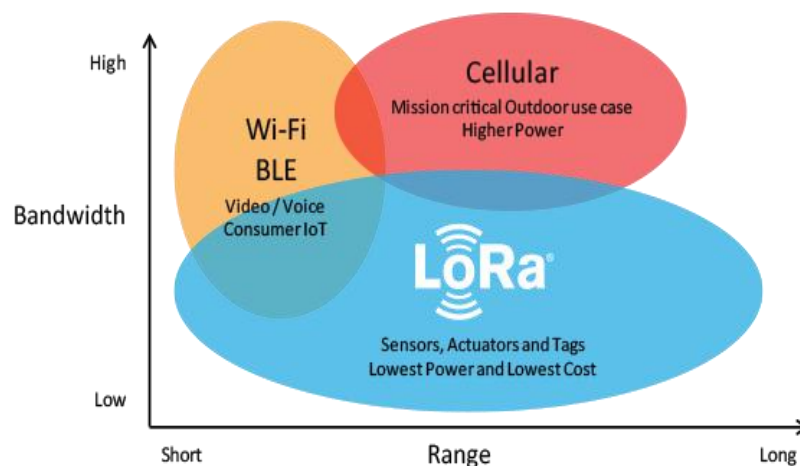 High
Cellular
Mission critical Outdoor use case
Higher Power
Wi-Fi
BLE
Video / Voice
Consumer IoT
Bandwidth
LoRa®
Sensors, Actuators and Tags
Lowest Power and Lowest Cost
Low
Short
Range
Long